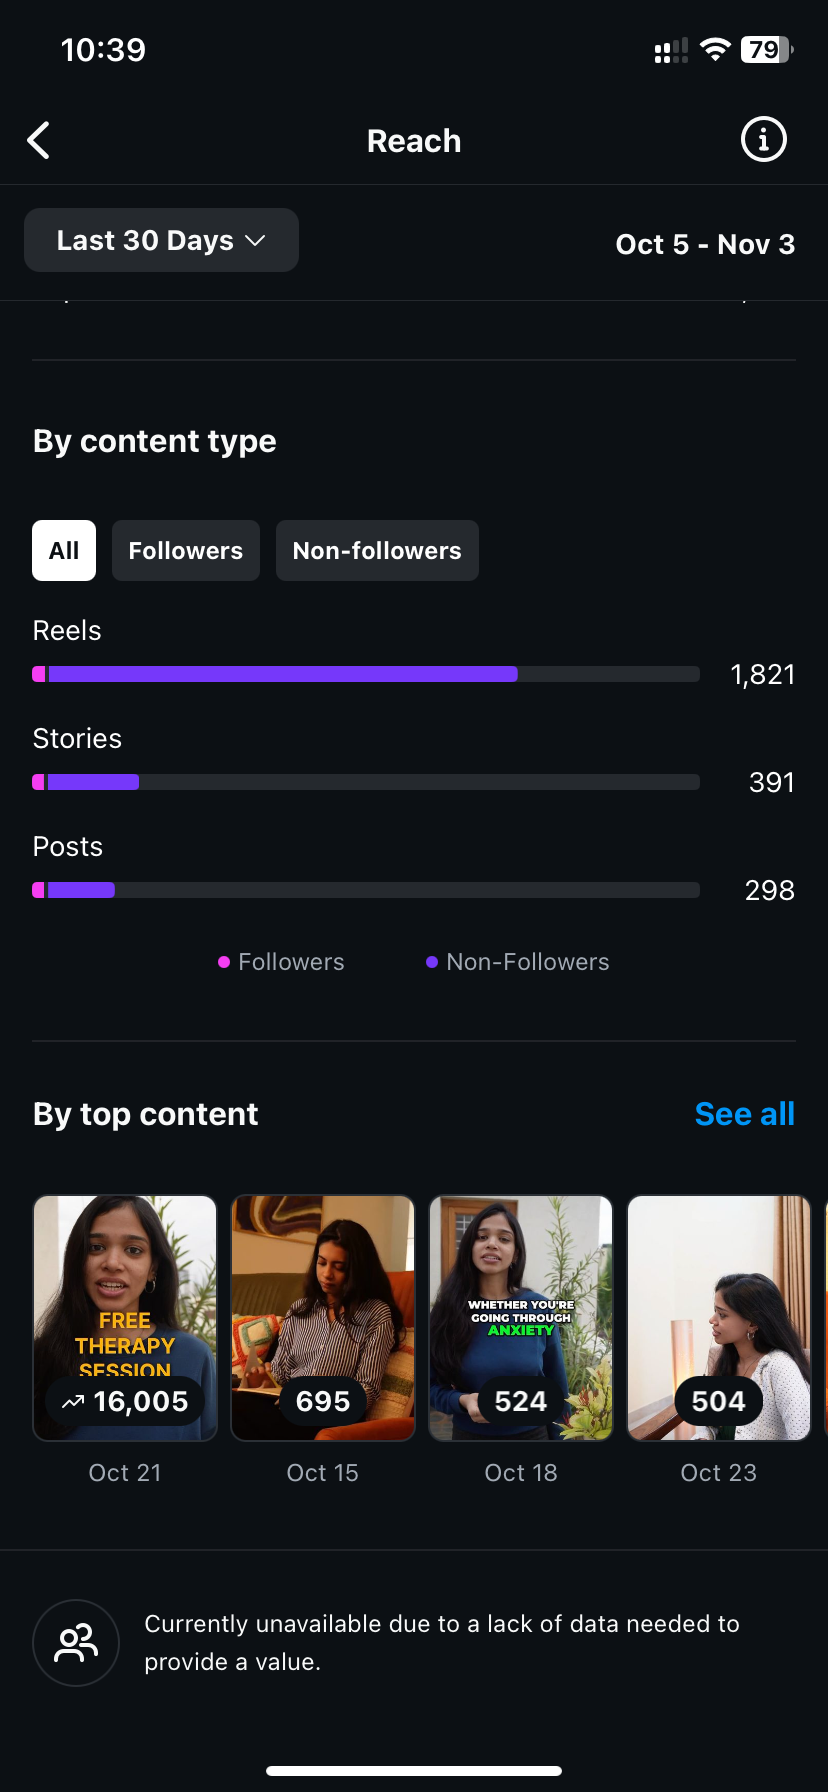 10:39
79
Reach
Last 30 Days
Oct 5 - Nov 3
By content type
All
Followers
Non-followers
Reels
1,821
Stories
391
Posts
298
Followers
Non-Followers
By top content
See all
FREE
THERAPY
SESSION
16,005
695
WHETHER YOU'RE
GOING THROUGH
ANXIETY
524
504
Oct 21
Oct 15
Oct 18
Oct 23
Currently unavailable due to a lack of data needed to
provide a value.